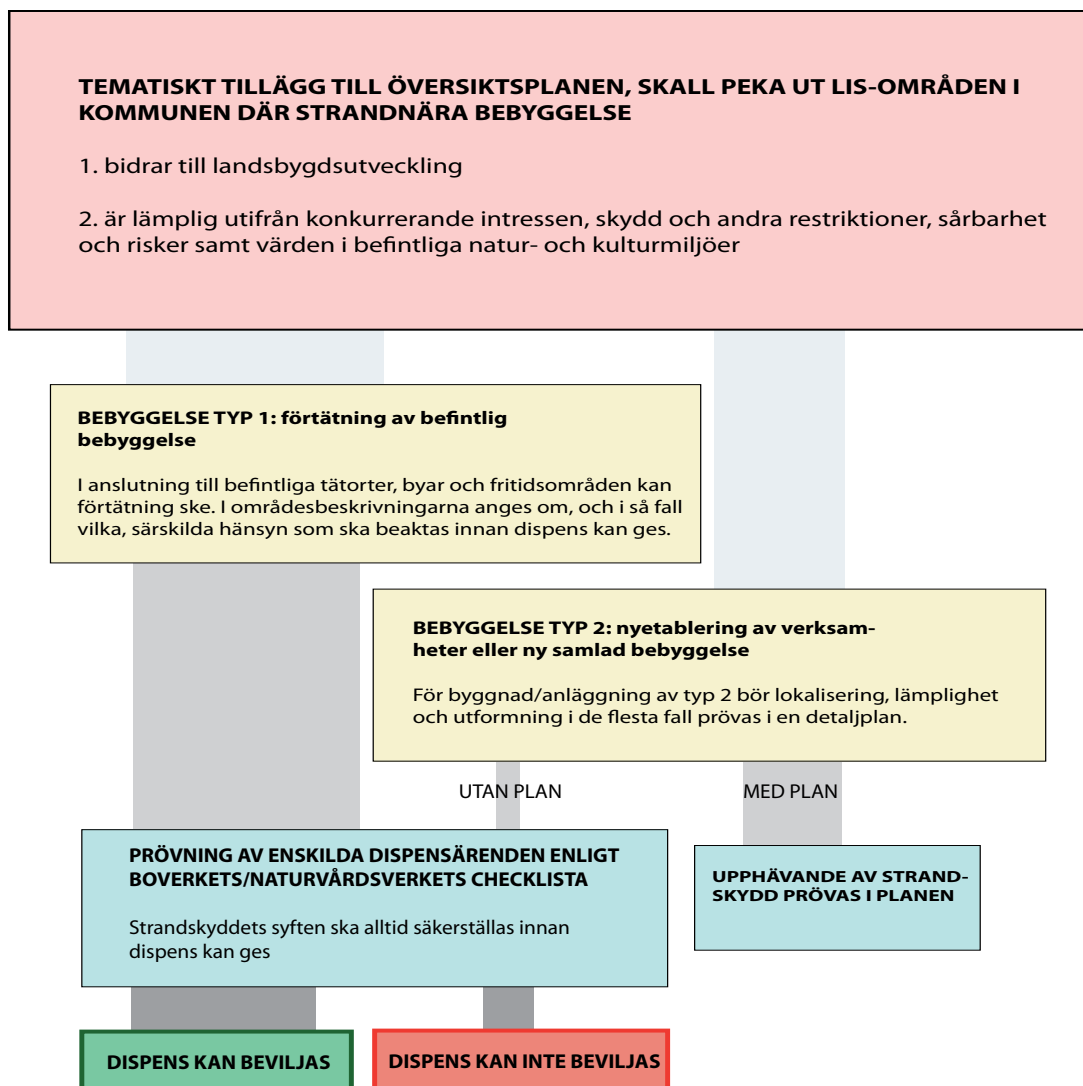 TEMATISKT TILLÄGG TILL ÖVERSIKTSPLANEN, SKALL PEKA UT LIS-OMRÅDEN I
KOMMUNEN DÄR STRANDNÄRA BEBYGGELSE
1. bidrar till landsbygdsutveckling
2. är lämplig utifrån konkurrerande intressen, skydd och andra restriktioner, sårbarhet
och risker samt värden i befintliga natur- och kulturmiljöer
BEBYGGELSE TYP 1: förtätning av befintlig
bebyggelse
I anslutning till befintliga tätorter, byar och fritidsområden kan
förtätning ske. I områdesbeskrivningarna anges om, och i så fall
vilka, särskilda hänsyn som ska beaktas innan dispens kan ges.
BEBYGGELSE TYP 2: nyetablering av verksam-
heter eller ny samlad bebyggelse
För byggnad/anläggning av typ 2 bör lokalisering, lämplighet
och utformning i de flesta fall prövas i en detaljplan.
UTAN PLAN
MED PLAN
PRÖVNING AV ENSKILDA DISPENSÄRENDEN ENLIGT
BOVERKETS/NATURVÅRDSVERKETS CHECKLISTA
Strandskyddets syften ska alltid säkerställas innan
dispens kan ges
UPPHÄVANDE AV STRAND-
SKYDD PRÖVAS I PLANEN
DISPENS KAN BEVILJAS
DISPENS KAN INTE BEVILJAS